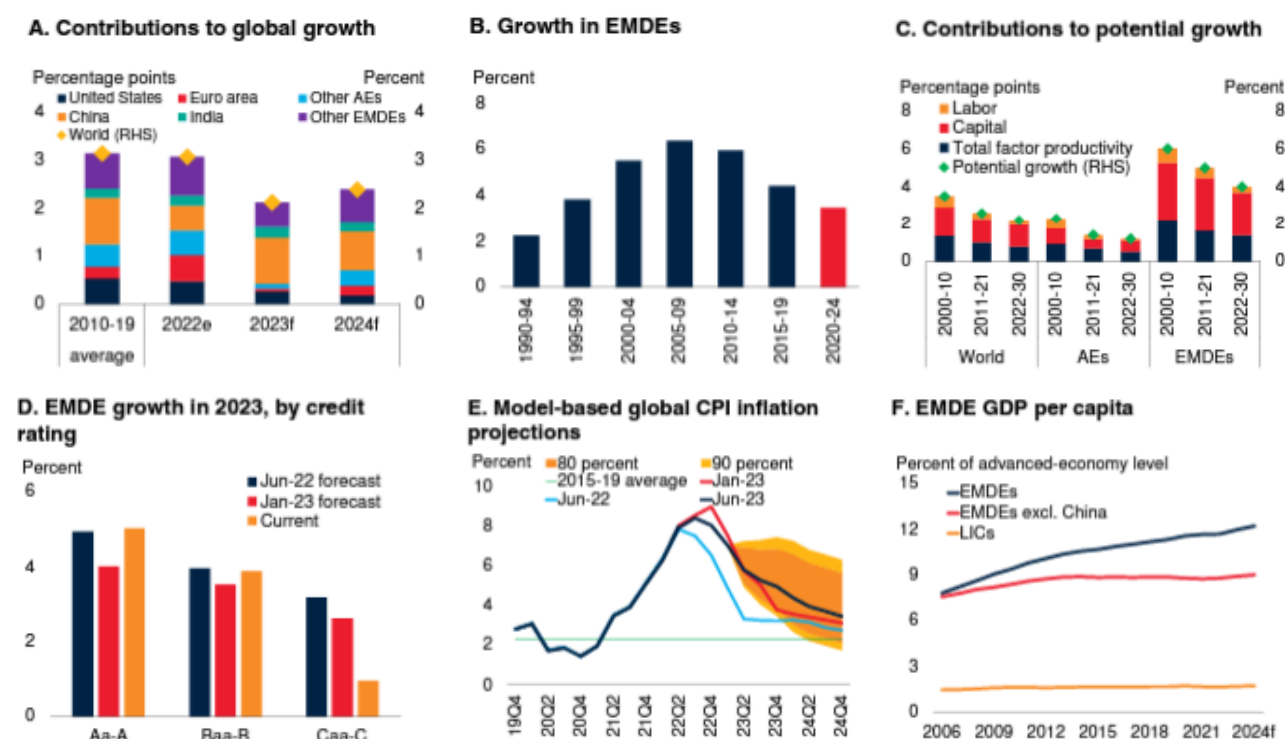 A. Contributions to global growth
Percentage points
Percent
United States
Euro area
Other AEs
China
India
Other EMDEs
World (RHS)
4
4
3
3
2
2
1
1
0
0
2010-19
2022e
2023f
2024f
average
B. Growth in EMDEs
Percent
8
6
4
2
0
1990-94
1995-99
2000-04
2005-09
2010-14
2015-19
2020-24
C. Contributions to potential growth
Percentage points
Percent
Labor
Capital
Total factor productivity
Potential growth (RHS)
8
8
6
6
4
4
2
2
0
0
2000-10
2011-21
2022-30
2000-10
2011-21
2022-30
2000-10
2011-21
2022-30
World
AEs
EMDEs
D. EMDE growth in 2023, by credit
rating
Percent
Jun-22 forecast
Jan-23 forecast
Current
6
4
2
0
Aa-A
Baa-B
Caa-C
E. Model-based global CPI inflation
projections
Percent
80 percent
90 percent
2015-19 average
Jan-23
Jun-22
Jun-23
10
8
6
4
2
0
19Q4
20Q2
20Q4
21Q2
21Q4
22Q2
22Q4
23Q2
23Q4
24Q2
24Q4
F. EMDE GDP per capita
Percent of advanced-economy level
EMDEs
EMDEs excl. China
LICs
15
12
9
6
3
0
2006
2009
2012
2015
2018
2021
2024f